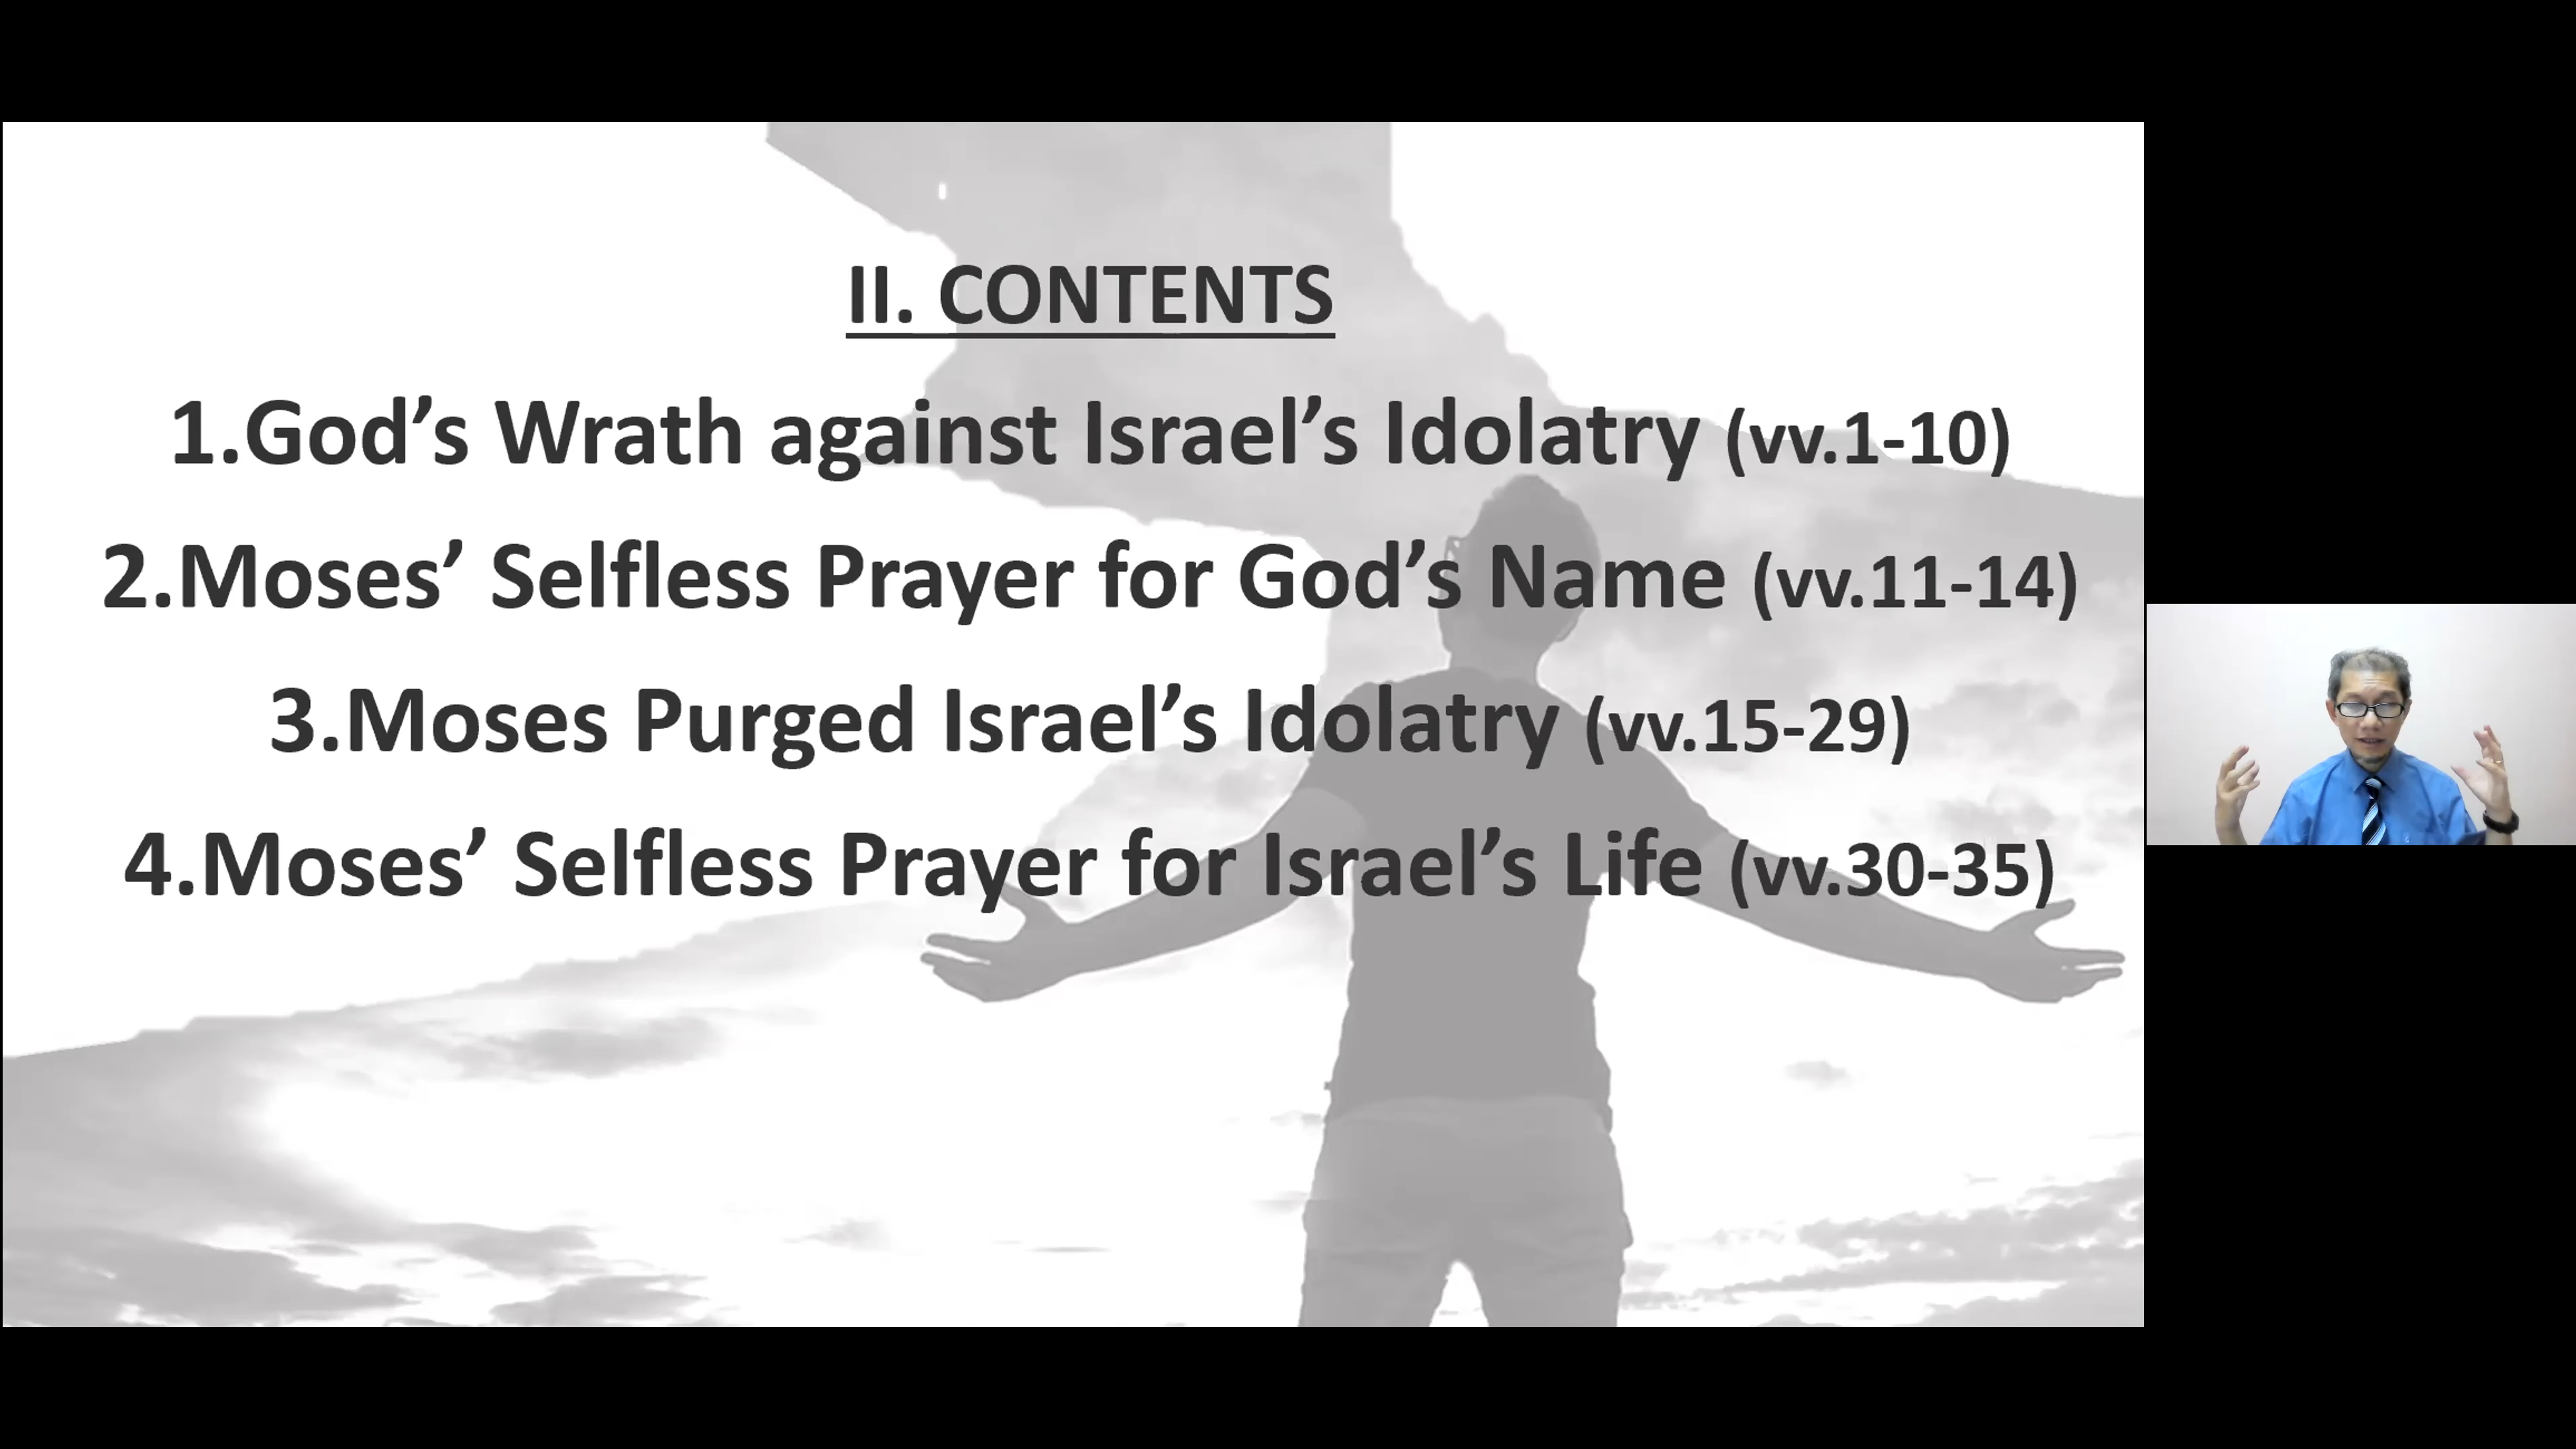 II. CONTENTS
1.God’s Wrath against Israel’s Idolatry (vv.1-10)
2.Moses’ Selfless Prayer for God’s Name (vv.11-14)
3.Moses Purged Israel’s Idolatry (vv.15-29)
4.Moses’ Selfless Prayer for Israel’s Life (vv.30-35)